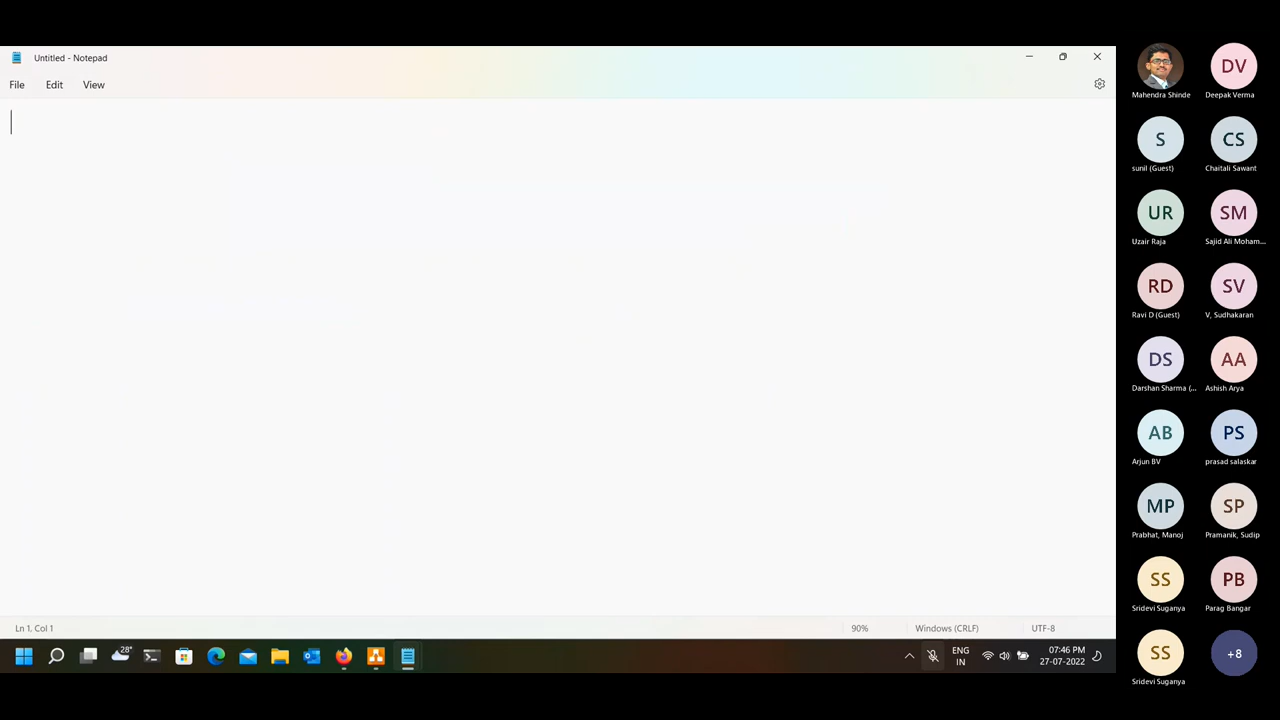 Untitled - Notepad
File Edit View
Ln 1, Col 1
90%
Windows (CRLF)
UTF-8
28°
ENG
IN
07:46 PM
27-07-2022
Mahendra Shinde
DV
Deepak Verma
S
sunil (Guest)
CS
Chaitali Sawant
UR
Uzair Raja
SM
Sajid Ali Moham...
RD
Ravi D (Guest)
SV
V, Sudhakaran
DS
Darshan Sharma (...
AA
Ashish Arya
AB
Arjun BV
PS
prasad salaskar
MP
Prabhat, Manoj
SP
Pramanik, Sudip
SS
Sridevi Suganya
PB
Parag Bangar
SS
Sridevi Suganya
+8